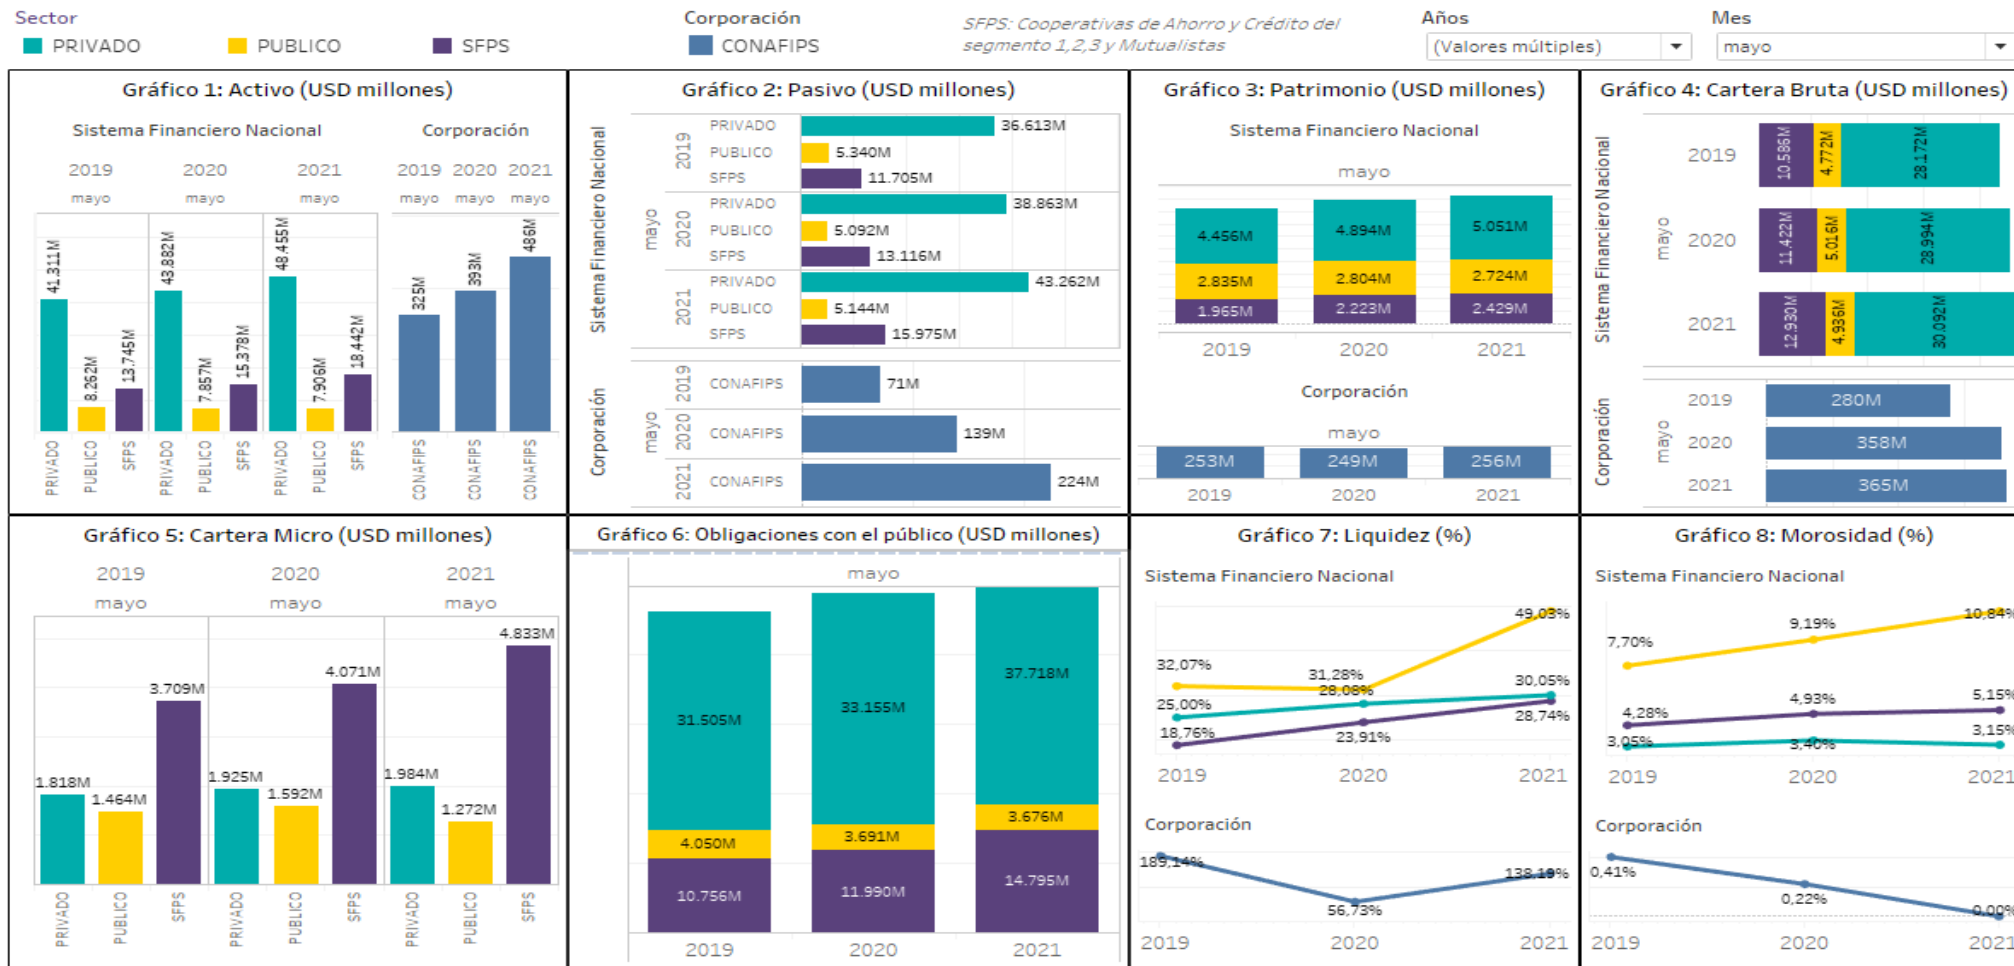 Sector
PRIVADO PUBLICO SFPS
Corporación
CONAFIPS
SFPS: Cooperativas de Ahorro y Crédito del
segmento 1,2,3 y Mutualistas
Años
(Valores múltiples)
Mes
mayo
Gráfico 1: Activo (USD millones)
Sistema Financiero Nacional Corporación
2019 2020 2021 2019 2020 2021
mayo mayo mayo mayo mayo mayo
41.311M 8.262M 13.745M 43.882M 7.857M 15.378M 48.455M 7.906M 18.442M 325M 393M 486M
PRIVADO PUBLICO SFPS PRIVADO PUBLICO SFPS PRIVADO PUBLICO SFPS CONAFIPS CONAFIPS CONAFIPS
Gráfico 2: Pasivo (USD millones)
Sistema Financiero Nacional
mayo
2019
PRIVADO 36.613M
PUBLICO 5.340M
SFPS 11.705M
2020
PRIVADO 38.863M
PUBLICO 5.092M
SFPS 13.116M
2021
PRIVADO 43.262M
PUBLICO 5.144M
SFPS 15.975M
Corporación
mayo
2019 CONAFIPS 71M
2020 CONAFIPS 139M
2021 CONAFIPS 224M
Gráfico 3: Patrimonio (USD millones)
Sistema Financiero Nacional
mayo
4.456M 4.894M 5.051M
2.835M 2.804M 2.724M
1.965M 2.223M 2.429M
2019 2020 2021
Corporación
mayo
253M 249M 256M
2019 2020 2021
Gráfico 4: Cartera Bruta (USD millones)
Sistema Financiero Nacional
mayo
2019 10.586M 4.772M 28.172M
2020 11.422M 5.016M 28.994M
2021 12.930M 4.936M 30.092M
Corporación
mayo
2019 280M
2020 358M
2021 365M
Gráfico 5: Cartera Micro (USD millones)
2019 2020 2021
mayo mayo mayo
1.818M 1.464M 3.709M 1.925M 1.592M 4.071M 1.984M 1.272M 4.833M
PRIVADO PUBLICO SFPS PRIVADO PUBLICO SFPS PRIVADO PUBLICO SFPS
Gráfico 6: Obligaciones con el público (USD millones)
mayo
31.505M 33.155M 37.718M
4.050M 3.691M 3.676M
10.756M 11.990M 14.795M
2019 2020 2021
Gráfico 7: Liquidez (%)
Sistema Financiero Nacional
32,07% 31,28% 49,03%
25,00% 28,08% 30,05%
18,76% 23,91% 28,74%
2019 2020 2021
Corporación
189,14% 56,73% 138,19%
2019 2020 2021
Gráfico 8: Morosidad (%)
Sistema Financiero Nacional
7,70% 9,19% 10,84%
4,28% 4,93% 5,15%
3,05% 3,40% 3,15%
2019 2020 2021
Corporación
0,41% 0,22% 0,00%
2019 2020 2021